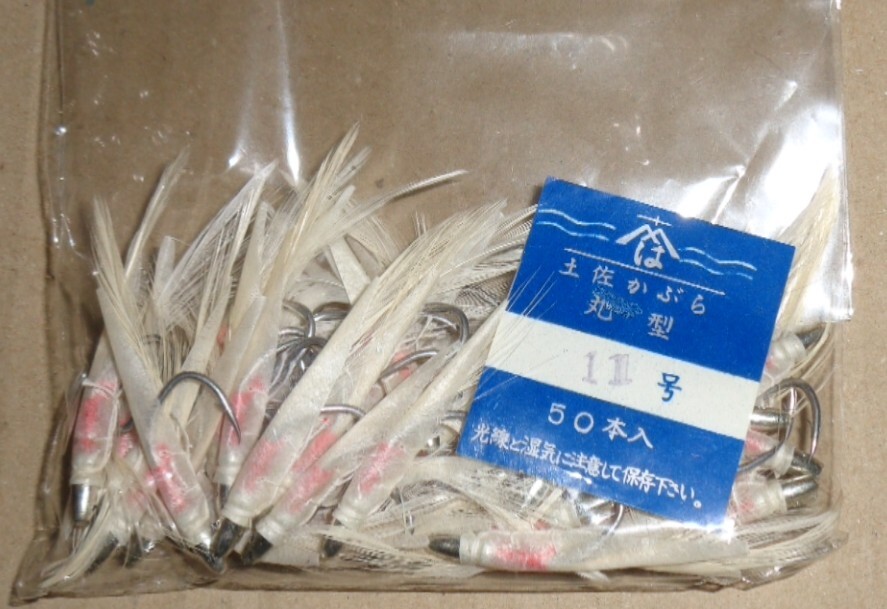 は
土佐かぶら
丸型
11号
50本入
光線と湿気に注意して保存下さい。